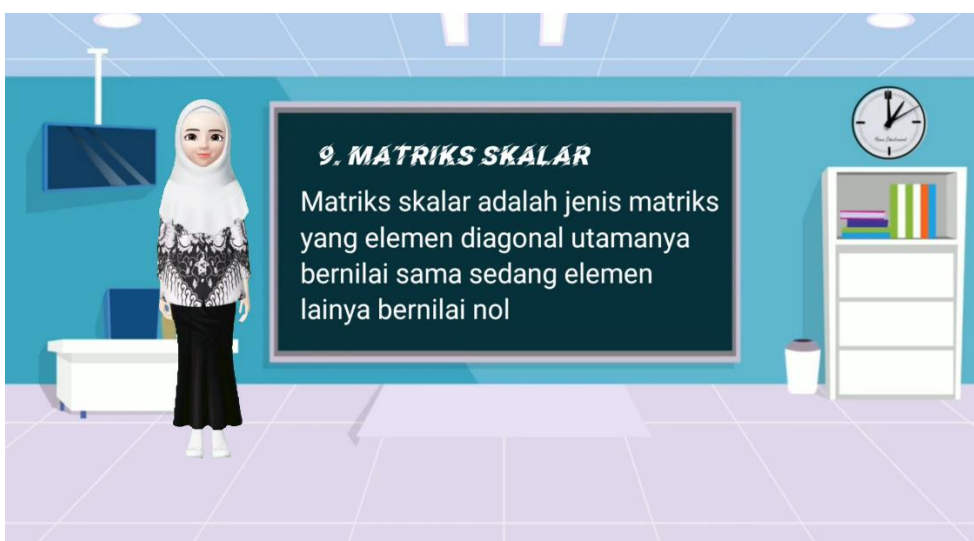 9. MATRIKS SKALAR
Matriks skalar adalah jenis matriks
yang elemen diagonal utamanya
bernilai sama sedang elemen
lainya bernilai nol